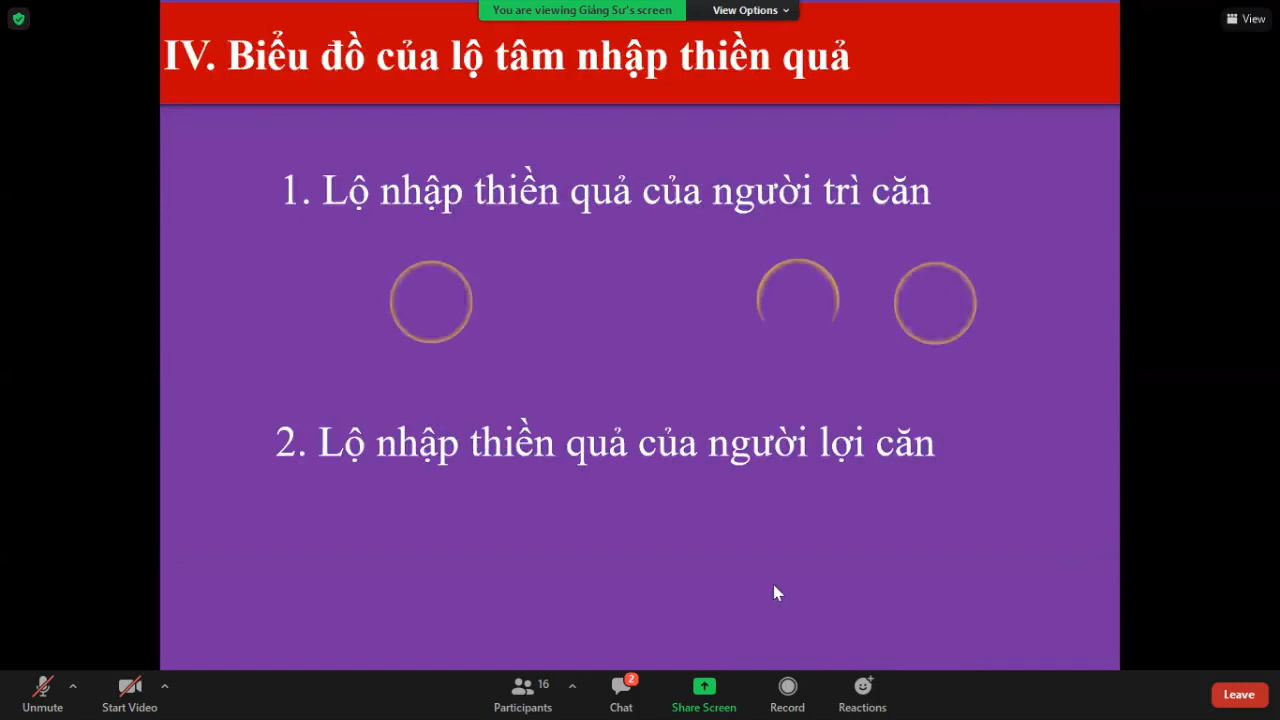 You are viewing Giảng Sư's screen
View Options
View
IV. Biểu đồ của lộ tâm nhập thiền quả
1. Lộ nhập thiền quả của người trì căn
2. Lộ nhập thiền quả của người lợi căn
Unmute
Start Video
16
Participants
2
Chat
Share Screen
Record
Reactions
Leave